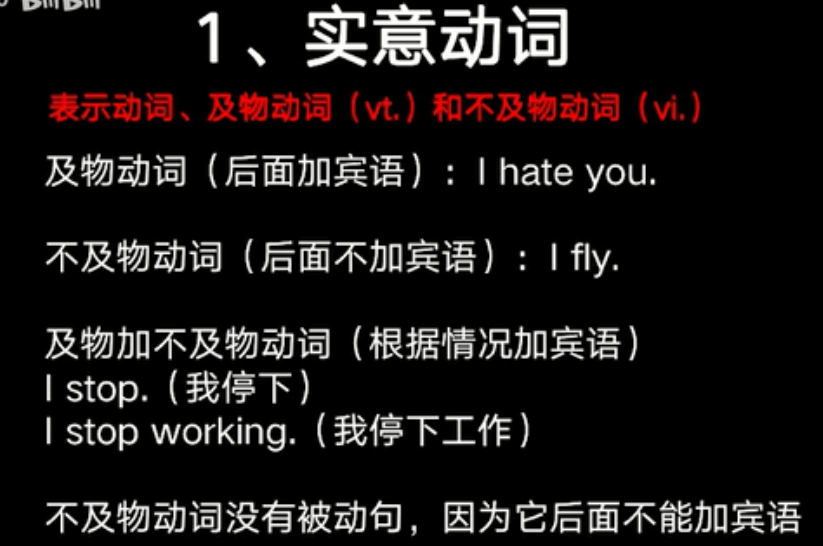 1、实意动词
表示动词、及物动词（vt.）和不及物动词（vi.）
及物动词（后面加宾语）：I hate you.
不及物动词（后面不加宾语）：I fly.
及物加不及物动词（根据情况加宾语）
I stop.（我停下）
I stop working.（我停下工作）
不及物动词没有被动句，因为它后面不能加宾语